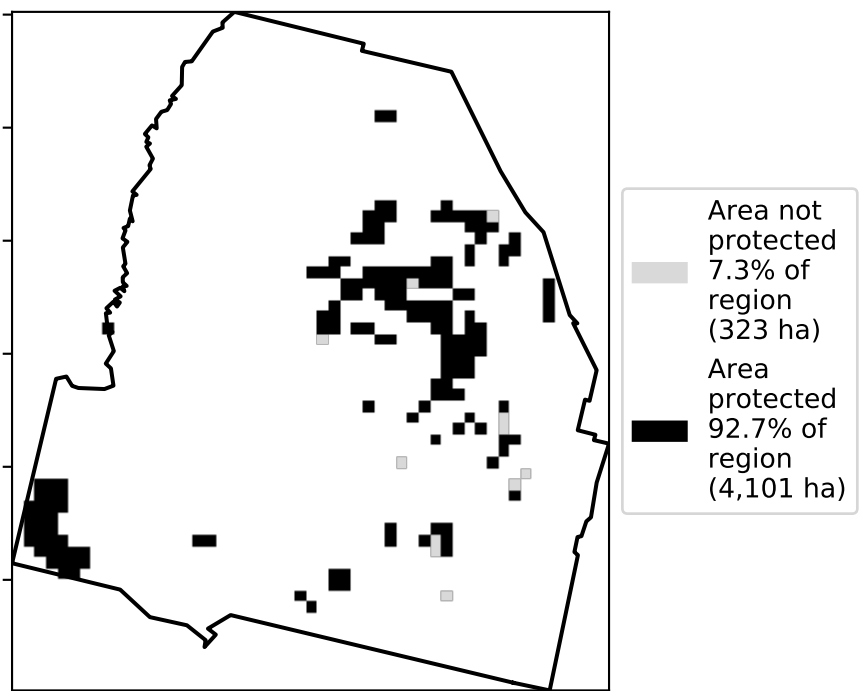 Area not
protected
7.3% of
region
(323 ha)
Area
protected
92.7% of
region
(4,101 ha)